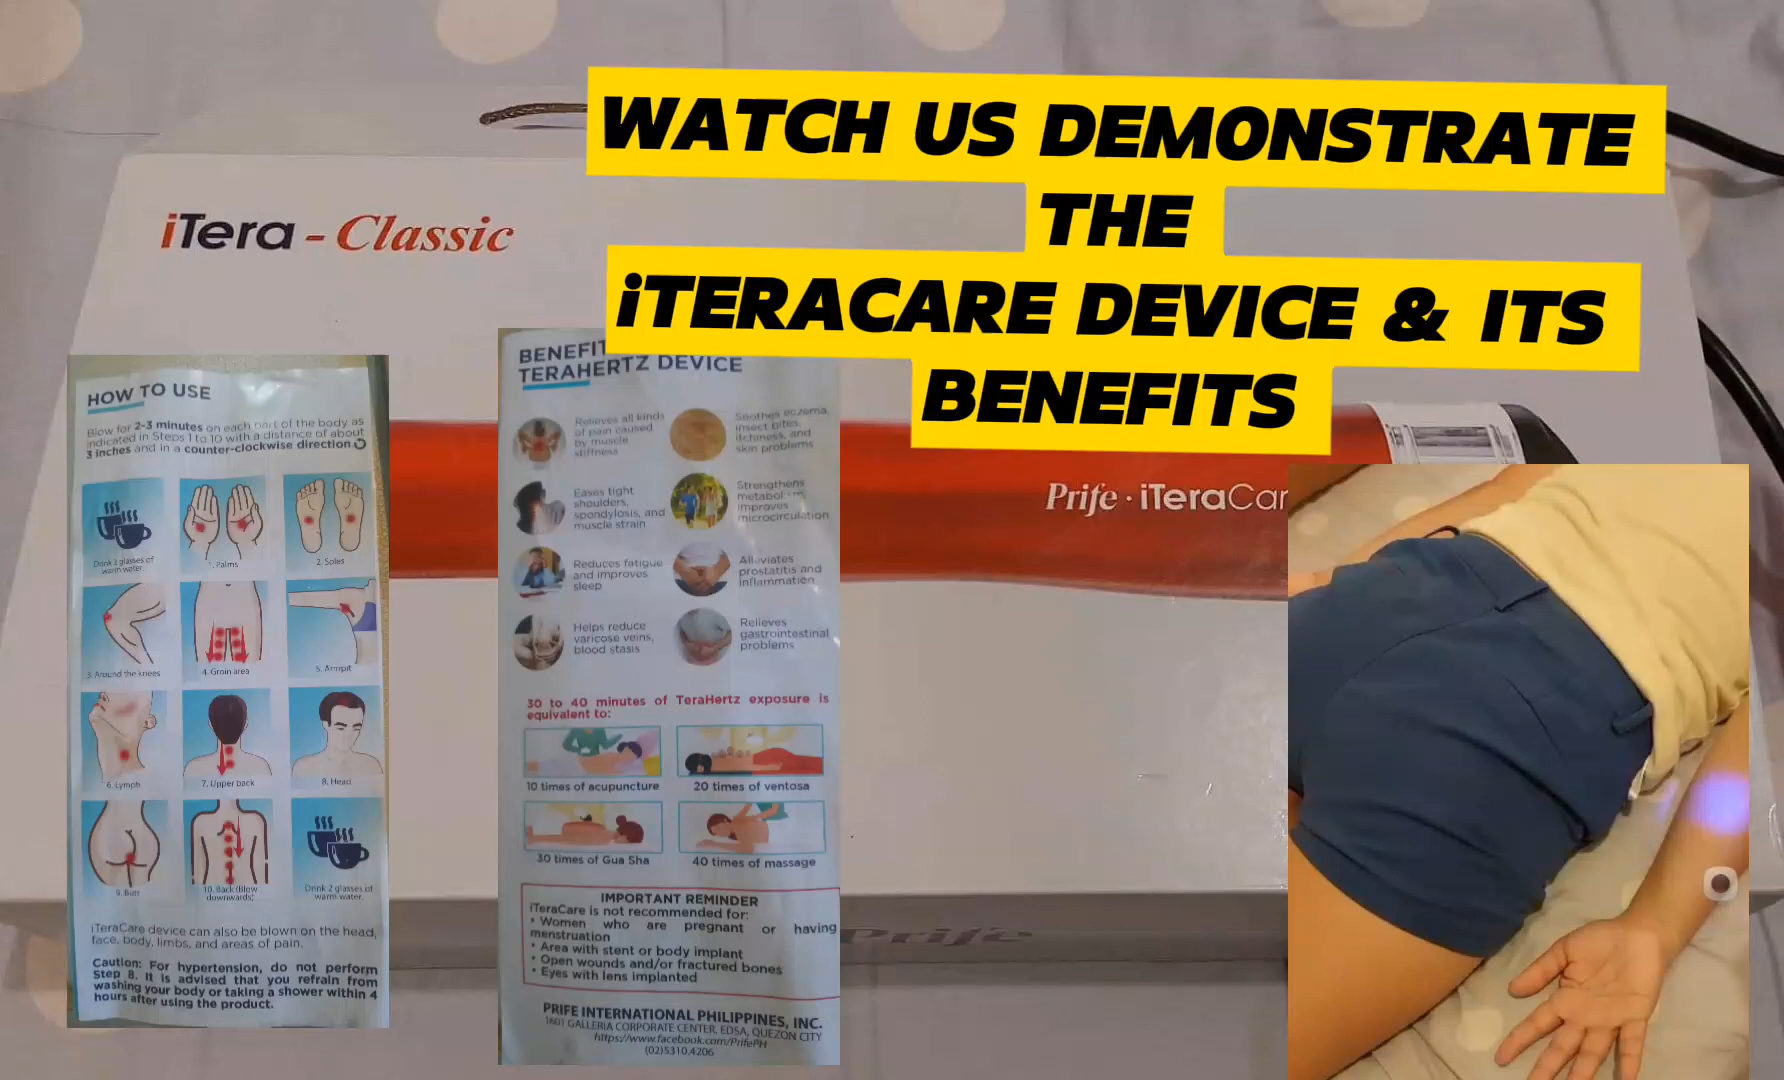 WATCH US DEMONSTRATE
THE
iTERACARE DEVICE & ITS
BENEFITS
iTera - Classic
Prife · iTeraCar
Prife
HOW TO USE
Blow for 2-3 minutes on each part of the body as
indicated in Steps 1 to 10 with a distance of about
3 inches and in a counter-clockwise direction
Drink 2 glasses of
warm water.
1. Palms
2. Soles
3. Around the knees
4. Groin area
5. Armpit
6. Lymph
7. Upper back
8. Head
9. Butt
10. Back (Blow
downwards)
Drink 2 glasses of
warm water.
iTeraCare device can also be blown on the head,
face, body, limbs, and areas of pain.
Caution: For hypertension, do not perform
Step 8. It is advised that you refrain from
washing your body or taking a shower within 4
hours after using the product.
BENEFIT
TERAHERTZ DEVICE
Relieves all kinds
of pain caused
by muscle
stiffness
Soothes eczema,
insect bites,
itchiness, and
skin problems
Eases tight
shoulders,
spondylosis, and
muscle strain
Strengthens
metabolism
improves
microcirculation
Reduces fatigue
and improves
sleep
Alleviates
prostatitis and
inflammation
Helps reduce
varicose veins,
blood stasis
Relieves
gastrointestinal
problems
30 to 40 minutes of TeraHertz exposure is
equivalent to:
10 times of acupuncture
20 times of ventosa
30 times of Gua Sha
40 times of massage
IMPORTANT REMINDER
iTeraCare is not recommended for:
• Women who are pregnant or having
menstruation
• Area with stent or body implant
• Open wounds and/or fractured bones
• Eyes with lens implanted
PRIFE INTERNATIONAL PHILIPPINES, INC.
1601 GALLERIA CORPORATE CENTER, EDSA, QUEZON CITY
https://www.facebook.com/PrifePH
(02)5310.4206